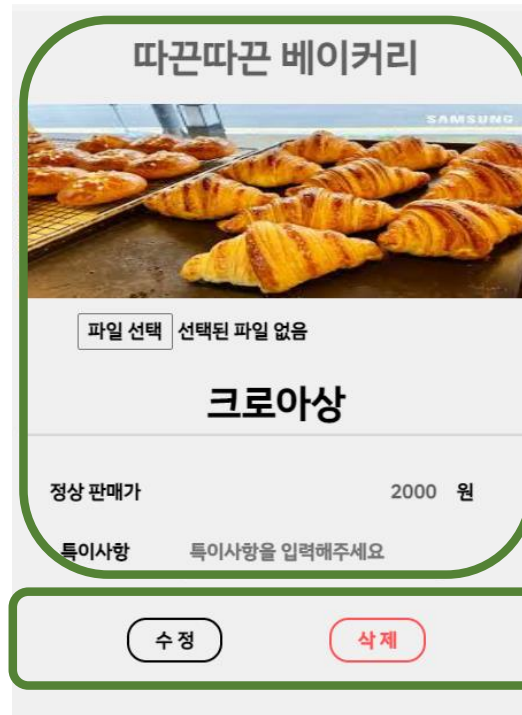 따끈따끈 베이커리
SAMSUNG
파일 선택 선택된 파일 없음
크로아상
정상 판매가 2000 원
특이사항 특이사항을 입력해주세요
수정 삭제